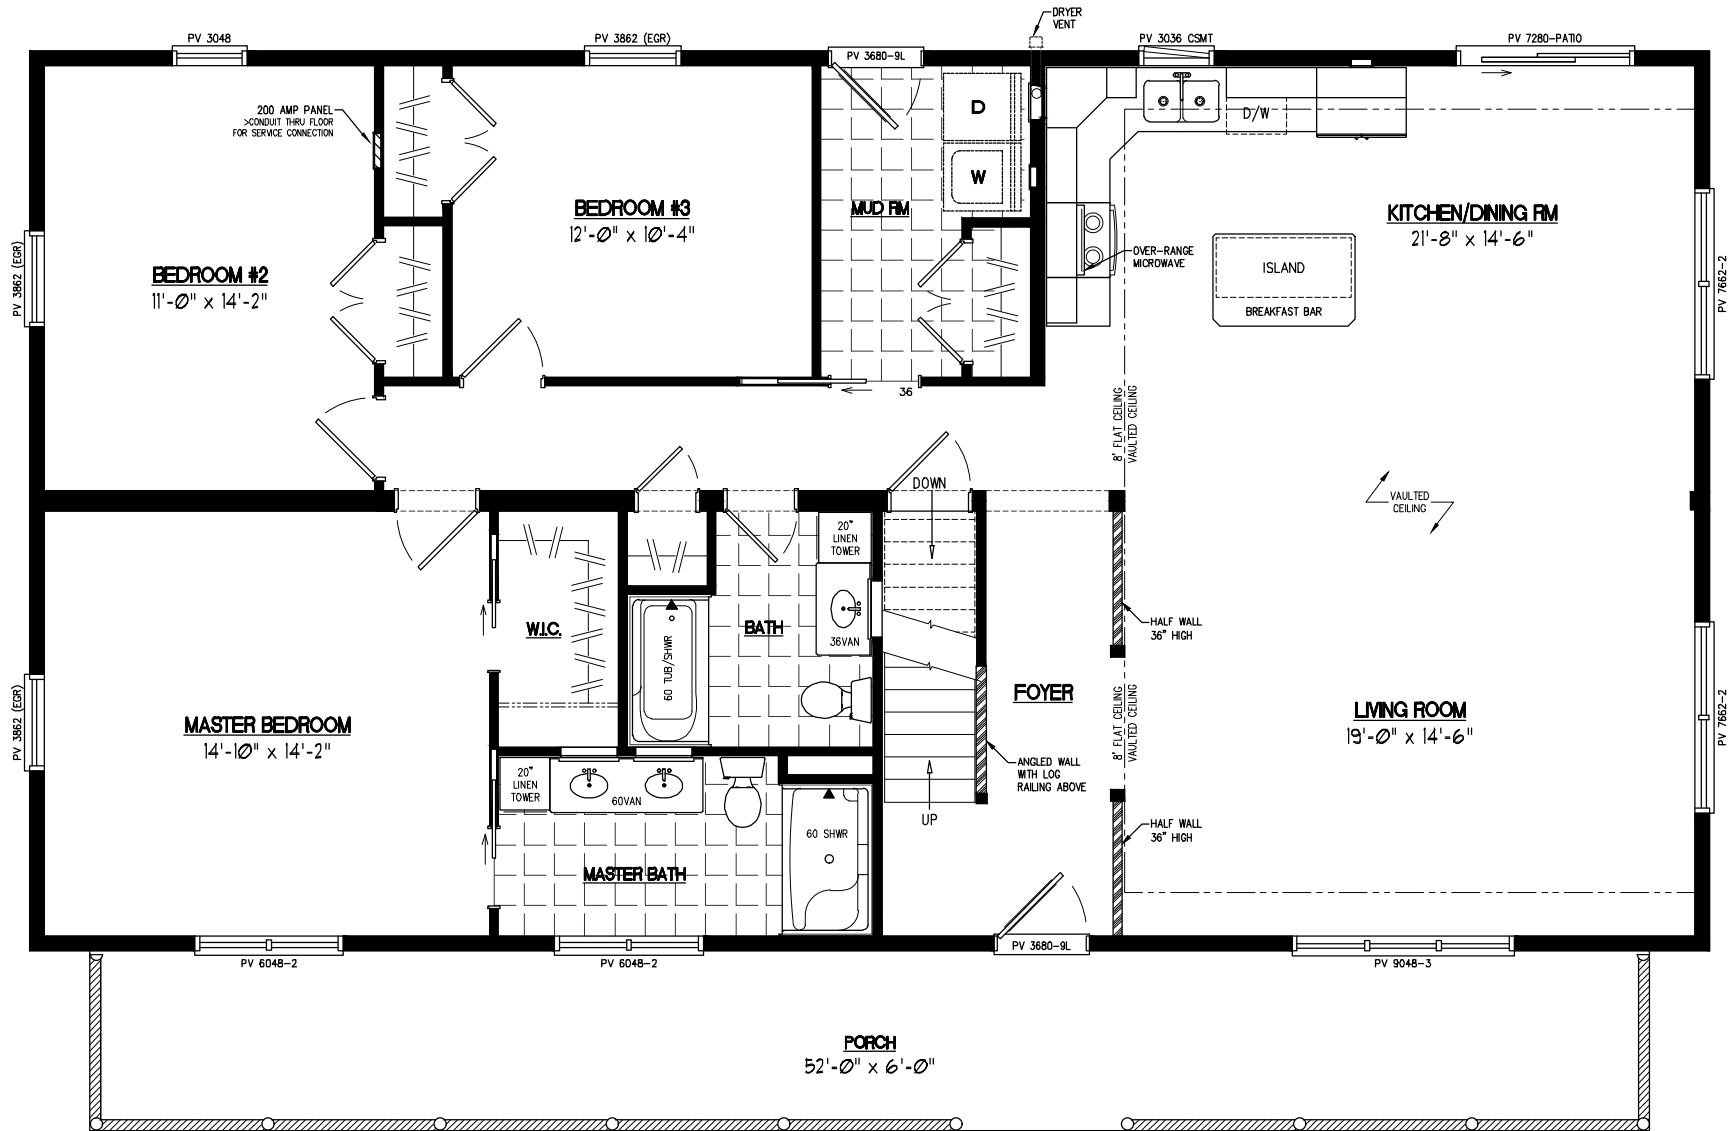 DRYER
VENT
PV 3048
PV 3862 (EGR)
PV 3680-9L
PV 3036 CSMT
PV 7280-PATIO
200 AMP PANEL
>CONDUIT THRU FLOOR
FOR SERVICE CONNECTION
D
D/W
W
BEDROOM #3
12'-0" x 10'-4"
MUD RM
KITCHEN/DINING RM
21'-8" x 14'-6"
OVER-RANGE
MICROWAVE
ISLAND
BREAKFAST BAR
BEDROOM #2
11'-0" x 14'-2"
PV 3862 (EGR)
PV 7662-2
36
8' FLAT CEILING
VAULTED CEILING
DOWN
VAULTED
CEILING
20"
LINEN
TOWER
W.I.C.
60 TUB/SHWR
BATH
36VAN
HALF WALL
36" HIGH
FOYER
8' FLAT CEILING
VAULTED CEILING
MASTER BEDROOM
14'-10" x 14'-2"
PV 3862 (EGR)
LIVING ROOM
19'-0" x 14'-6"
PV 7662-2
ANGLED WALL
WITH LOG
RAILING ABOVE
20"
LINEN
TOWER
60VAN
UP
60 SHWR
HALF WALL
36" HIGH
MASTER BATH
PV 3680-9L
PV 6048-2
PV 6048-2
PV 9048-3
PORCH
52'-0" x 6'-0"